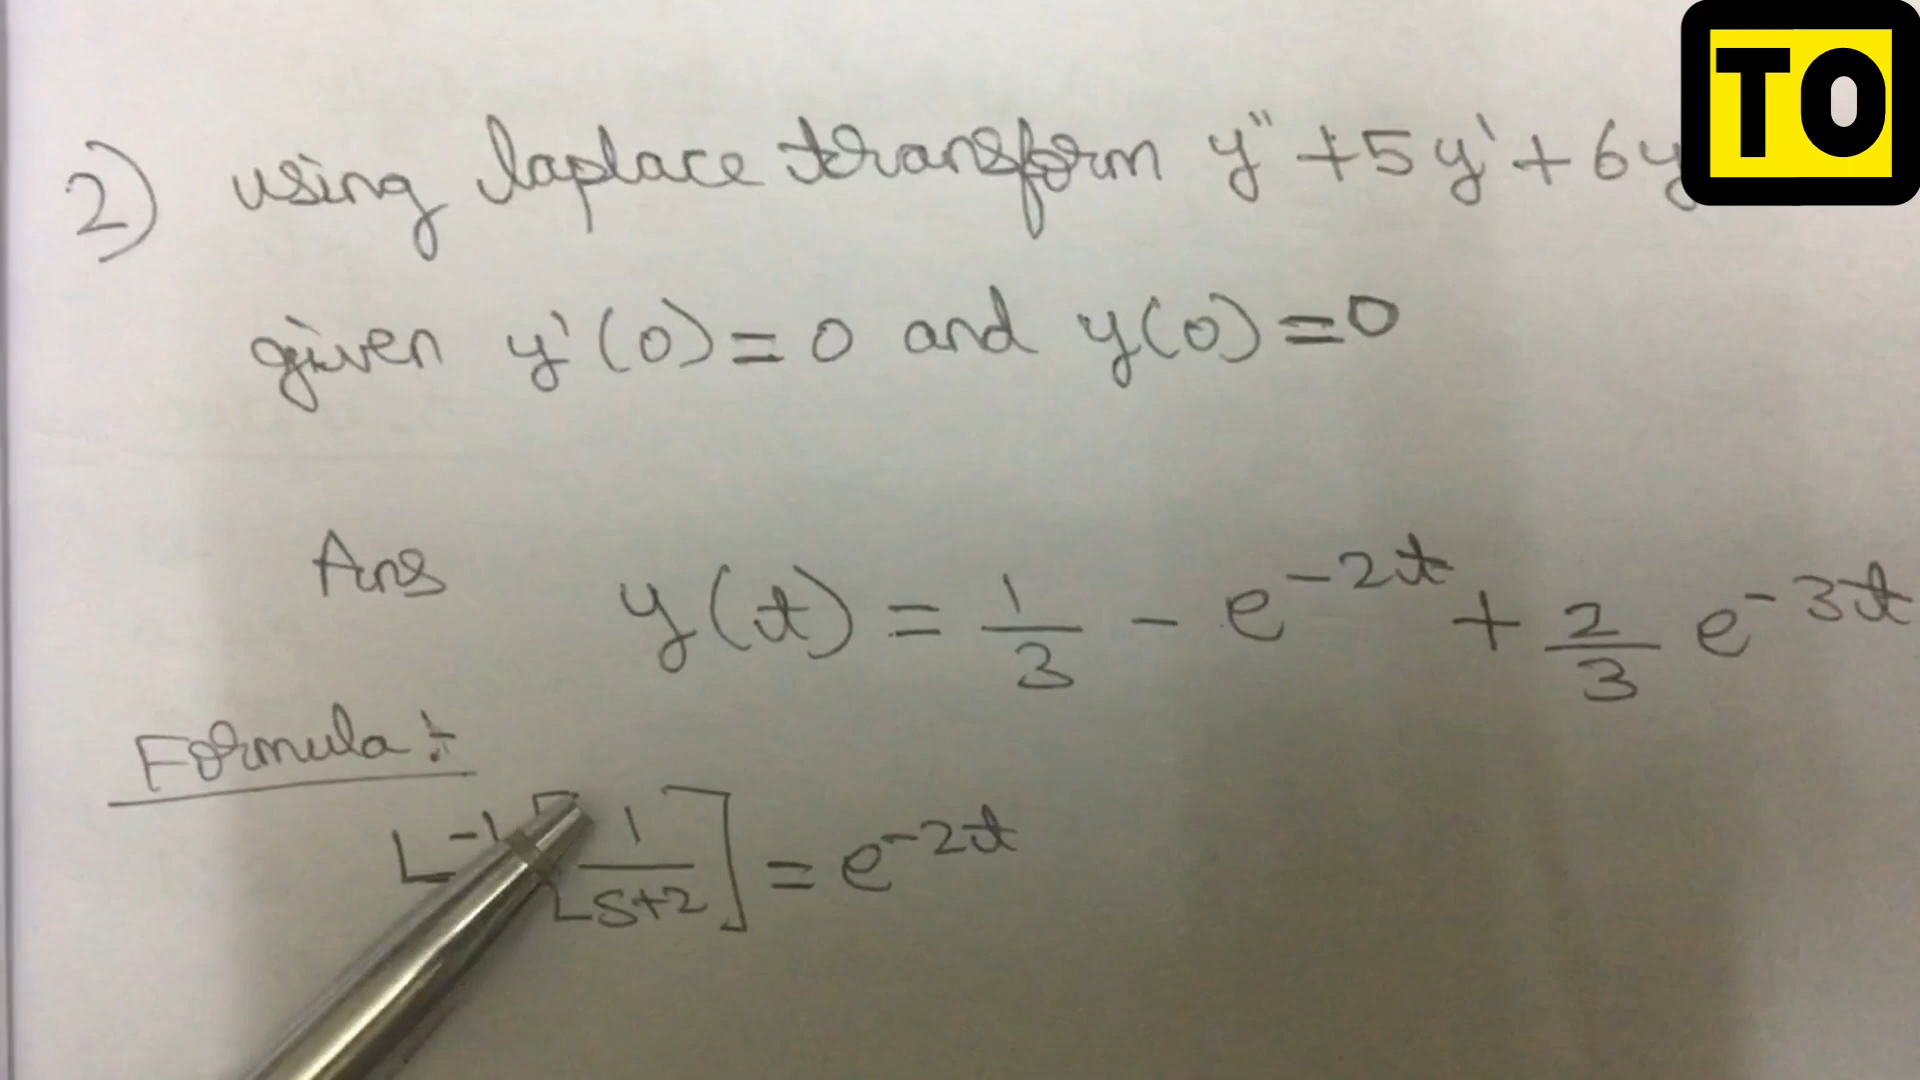 TO
2) using laplace transform y'' + 5y' + 6y
given y'(0) = 0 and y(0) = 0
Ans y(t) = 1/3 - e^{-2t} + 2/3 e^{-3t}
Formula :-
L^{-1} [1/(s+2)] = e^{-2t}